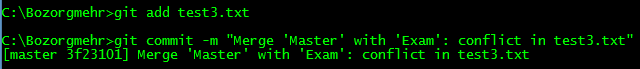 C:\Bozorgmehr>git add test3.txt
C:\Bozorgmehr>git commit -m "Merge 'Master' with 'Exam': conflict in test3.txt"
[master 3f23101] Merge 'Master' with 'Exam': conflict in test3.txt